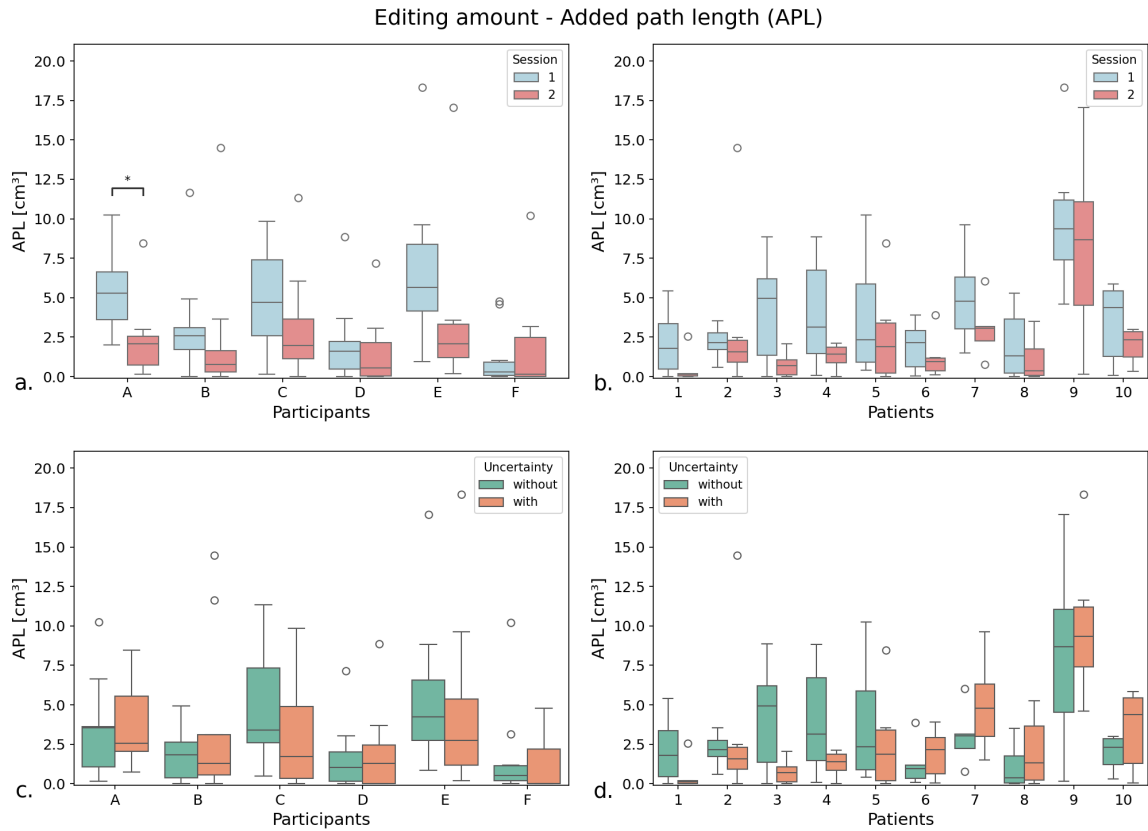 Editing amount - Added path length (APL)
20.0
17.5
15.0
12.5
10.0
7.5
5.0
2.5
0.0
APL [cm³]
Session
1
2
*
A B C D E F
Participants
a.
20.0
17.5
15.0
12.5
10.0
7.5
5.0
2.5
0.0
APL [cm³]
Session
1
2
1 2 3 4 5 6 7 8 9 10
Patients
b.
20.0
17.5
15.0
12.5
10.0
7.5
5.0
2.5
0.0
APL [cm³]
Uncertainty
without
with
A B C D E F
Participants
c.
20.0
17.5
15.0
12.5
10.0
7.5
5.0
2.5
0.0
APL [cm³]
Uncertainty
without
with
1 2 3 4 5 6 7 8 9 10
Patients
d.